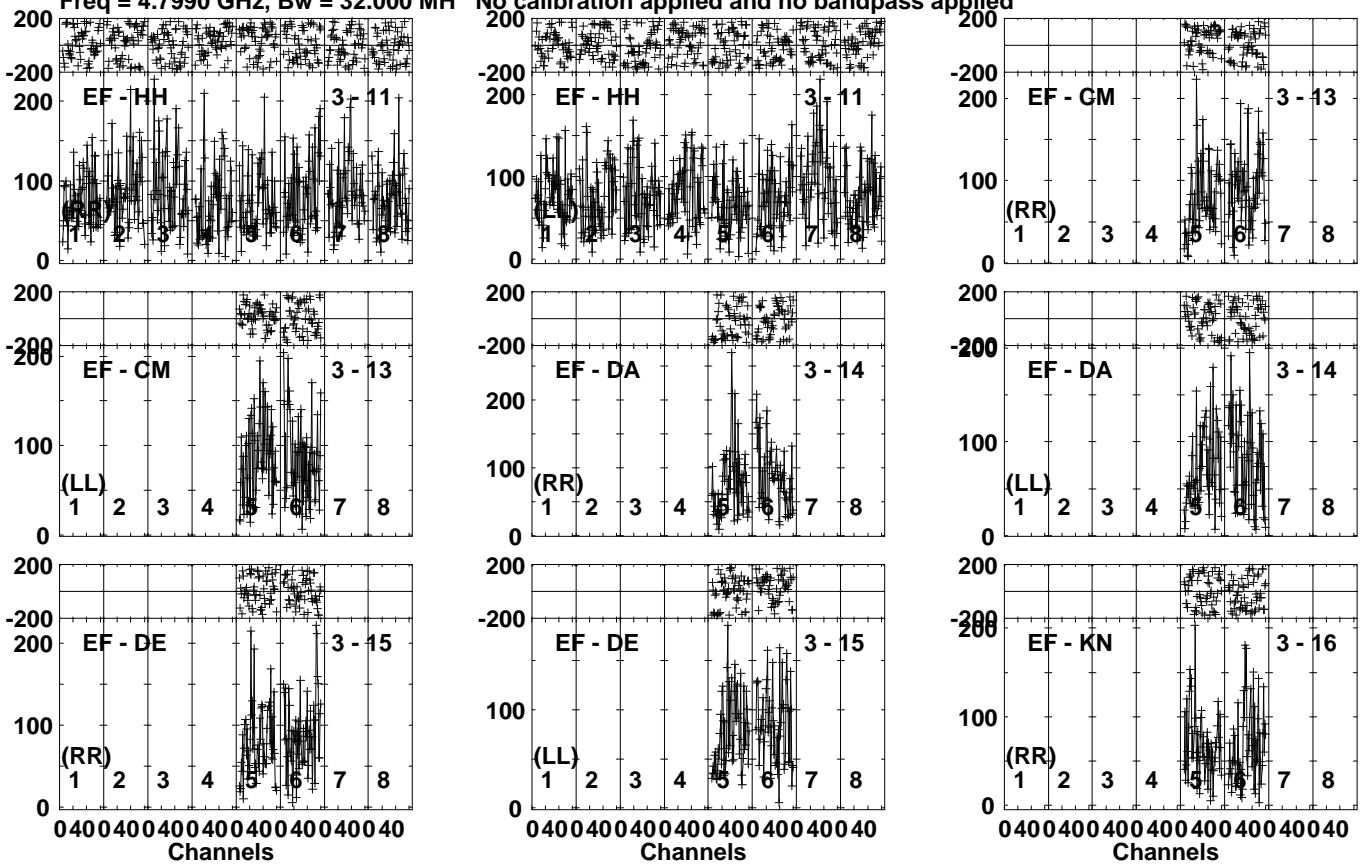 Freq = 4.7990 GHz, Bw = 32.000 MH No calibration applied and no bandpass applied
200 200 200
-200 -200 -200
EF - HH 3 - 11 EF - HH 3 - 11 EF - CM 3 - 13
200 200 200
100 100 100
(RR) (LL) (RR)
1 2 3 4 5 6 7 8 1 2 3 4 5 6 7 8 1 2 3 4 5 6 7 8
0 0 0
200 200 200
-200 -200 -200
200 200
EF - CM 3 - 13 EF - DA 3 - 14 EF - DA 3 - 14
200
100 100 100
(LL) (RR) (LL)
1 2 3 4 5 6 7 8 1 2 3 4 5 6 7 8 1 2 3 4 5 6 7 8
0 0 0
200 200 200
-200 -200 -200
EF - DE 3 - 15 EF - DE 3 - 15 EF - KN 3 - 16
200 200 200
100 100 100
(RR) (LL) (RR)
1 2 3 4 5 6 7 8 1 2 3 4 5 6 7 8 1 2 3 4 5 6 7 8
0 0 0
0 40 0 40 0 40 0 40 0 40 0 40 0 40 0 40 0 40 0 40 0 40 0 40 0 40 0 40 0 40 0 40 0 40 0 40 0 40 0 40 0 40 0 40 0 40 0 40
Channels Channels Channels